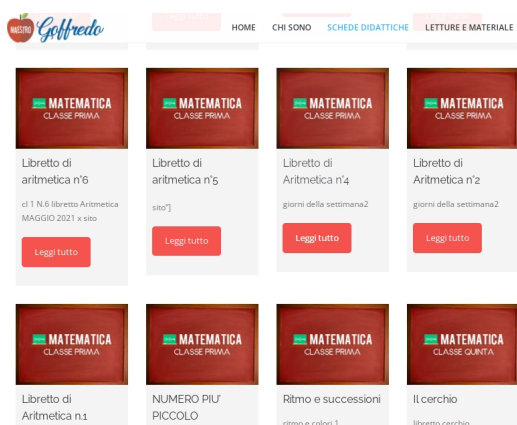 MAESTRO Goffredo
HOME CHI SONO SCHEDE DIDATTICHE LETTURE E MATERIALE
MATEMATICA
CLASSE PRIMA
MATEMATICA
CLASSE PRIMA
MATEMATICA
CLASSE PRIMA
MATEMATICA
CLASSE PRIMA
Libretto di
aritmetica n°6
cl 1 N.6 libretto Aritmetica
MAGGIO 2021 x sito
Leggi tutto
Libretto di
aritmetica n°5
sito"]
Leggi tutto
Libretto di
Aritmetica n°4
giorni della settimana2
Leggi tutto
Libretto di
aritmetica n°2
giorni della settimana2
Leggi tutto
MATEMATICA
CLASSE PRIMA
MATEMATICA
CLASSE PRIMA
MATEMATICA
CLASSE PRIMA
MATEMATICA
CLASSE QUINTA
Libretto di
Aritmetica n.1
NUMERO PIU'
PICCOLO
Ritmo e successioni
ritmo e colori 1
Il cerchio
libretto cerchio